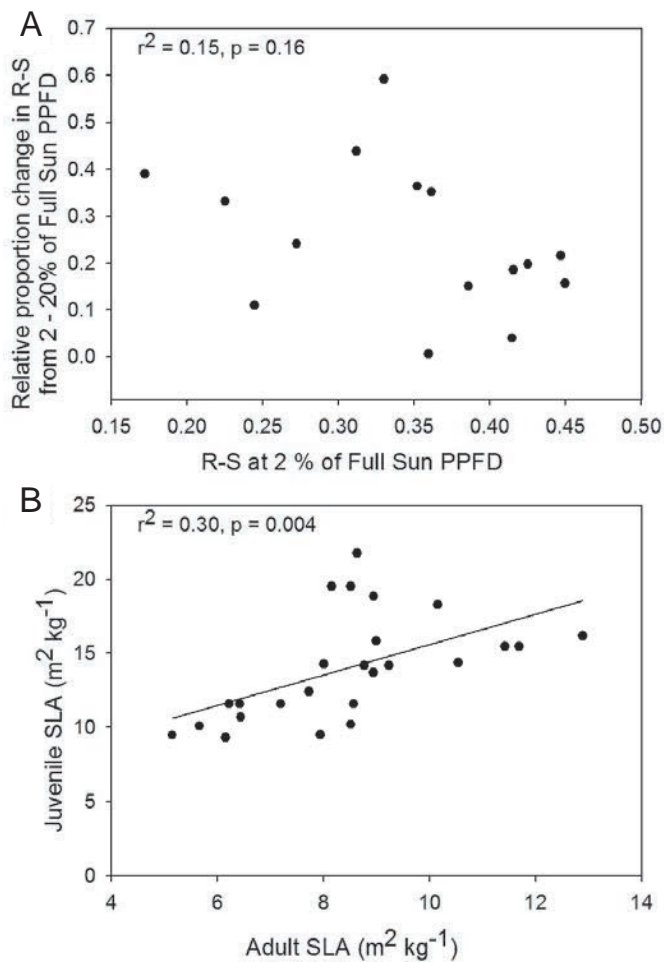 A
r² = 0.15, p = 0.16
Relative proportion change in R-S
from 2 - 20% of Full Sun PPFD
0.7
0.6
0.5
0.4
0.3
0.2
0.1
0.0
0.15 0.20 0.25 0.30 0.35 0.40 0.45 0.50
R-S at 2 % of Full Sun PPFD
B
r² = 0.30, p = 0.004
Juvenile SLA (m² kg⁻¹)
25
20
15
10
5
0
4 6 8 10 12 14
Adult SLA (m² kg⁻¹)